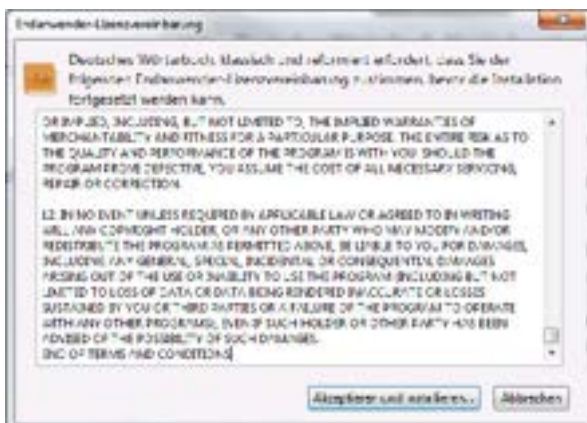 Endanwender-Lizenzvereinbarung
Deutsches Wörterbuch, klassisch und reformiert erfordert, dass Sie der
folgenden Endanwender-Lizenzvereinbarung zustimmen, bevor die Installation
fortgesetzt werden kann.
OR IMPLIED, INCLUDING, BUT NOT LIMITED TO, THE IMPLIED WARRANTIES OF
MERCHANTABILITY AND FITNESS FOR A PARTICULAR PURPOSE. THE ENTIRE RISK AS TO
THE QUALITY AND PERFORMANCE OF THE PROGRAM IS WITH YOU. SHOULD THE
PROGRAM PROVE DEFECTIVE, YOU ASSUME THE COST OF ALL NECESSARY SERVICING,
REPAIR OR CORRECTION.
12. IN NO EVENT UNLESS REQUIRED BY APPLICABLE LAW OR AGREED TO IN WRITING
WILL ANY COPYRIGHT HOLDER, OR ANY OTHER PARTY WHO MAY MODIFY AND/OR
REDISTRIBUTE THE PROGRAM AS PERMITTED ABOVE, BE LIABLE TO YOU FOR DAMAGES,
INCLUDING ANY GENERAL, SPECIAL, INCIDENTAL OR CONSEQUENTIAL DAMAGES
ARISING OUT OF THE USE OR INABILITY TO USE THE PROGRAM (INCLUDING BUT NOT
LIMITED TO LOSS OF DATA OR DATA BEING RENDERED INACCURATE OR LOSSES
SUSTAINED BY YOU OR THIRD PARTIES OR A FAILURE OF THE PROGRAM TO OPERATE
WITH ANY OTHER PROGRAMS), EVEN IF SUCH HOLDER OR OTHER PARTY HAS BEEN
ADVISED OF THE POSSIBILITY OF SUCH DAMAGES.
END OF TERMS AND CONDITIONS
Akzeptieren und installieren... Abbrechen